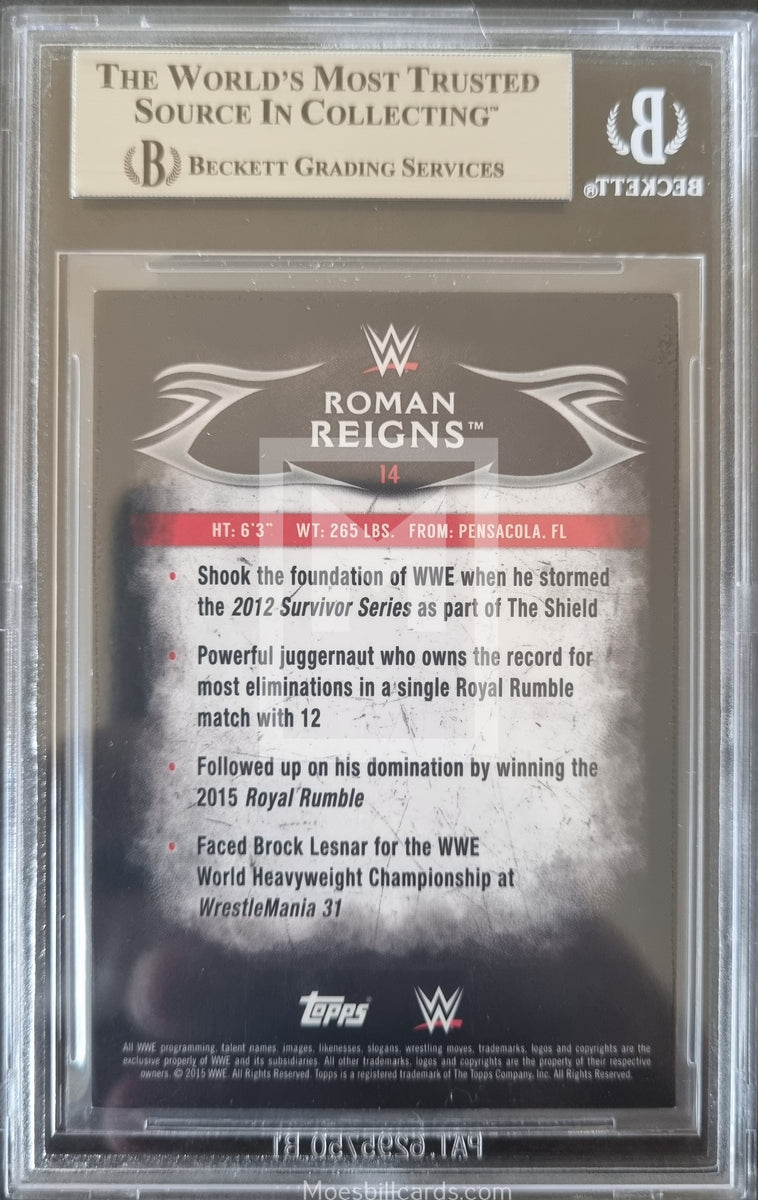 THE WORLD'S MOST TRUSTED
SOURCE IN COLLECTING™
B BECKETT GRADING SERVICES
B
BECKETT®
W
ROMAN
REIGNS™
14
HT: 6'3" WT: 265 LBS. FROM: PENSACOLA, FL
• Shook the foundation of WWE when he stormed
the 2012 Survivor Series as part of The Shield
• Powerful juggernaut who owns the record for
most eliminations in a single Royal Rumble
match with 12
• Followed up on his domination by winning the
2015 Royal Rumble
• Faced Brock Lesnar for the WWE
World Heavyweight Championship at
WrestleMania 31
Topps W
All WWE programming, talent names, images, likenesses, slogans, wrestling moves, trademarks, logos and copyrights are the
exclusive property of WWE and its subsidiaries. All other trademarks, logos and copyrights are the property of their respective
owners. © 2015 WWE. All Rights Reserved. Topps is a registered trademark of The Topps Company, Inc. All Rights Reserved.
PAT. 6295750 B1
Moesbillcards.com